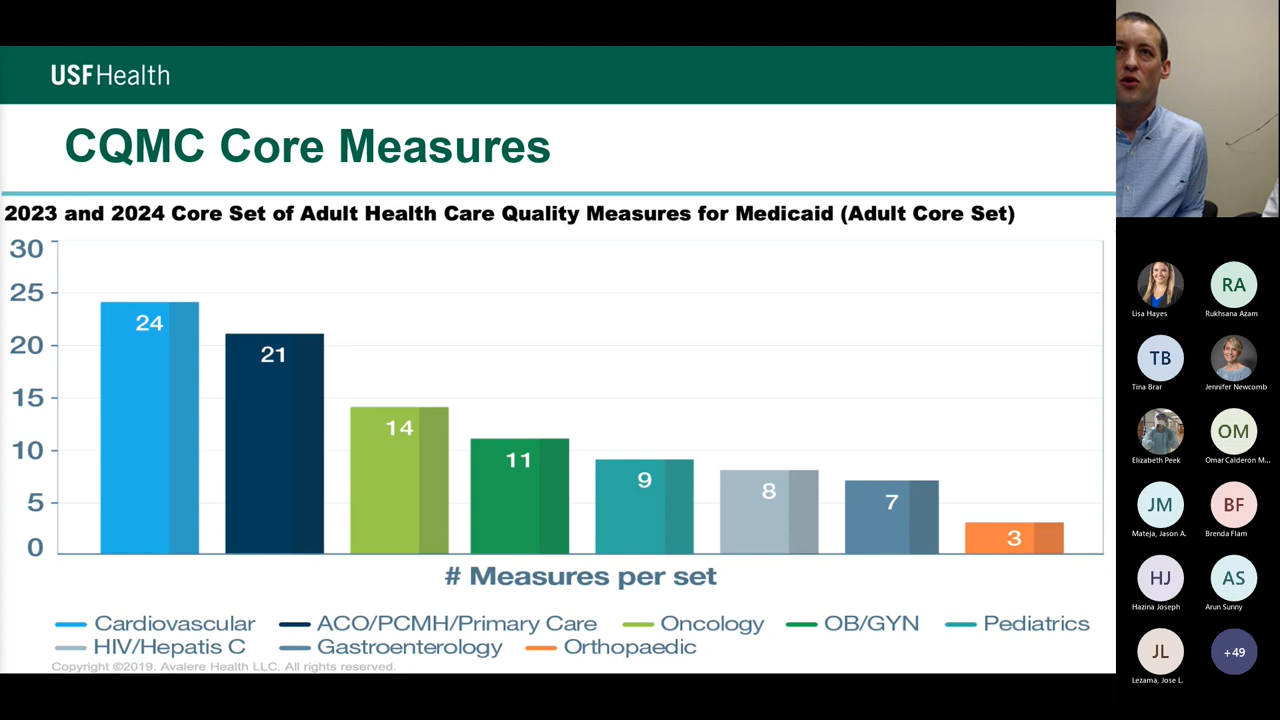 USFHealth
CQMC Core Measures
2023 and 2024 Core Set of Adult Health Care Quality Measures for Medicaid (Adult Core Set)
30
25
20
15
10
5
0
24
21
14
11
9
8
7
3
# Measures per set
Cardiovascular
ACO/PCMH/Primary Care
Oncology
OB/GYN
Pediatrics
HIV/Hepatis C
Gastroenterology
Orthopaedic
Copyright ©2019. Avalere Health LLC. All rights reserved.
Lisa Hayes
RA
Rukhsana Azam
TB
Tina Brar
Jennifer Newcomb
Elizabeth Peek
OM
Omar Calderon M...
JM
Mateja, Jason A.
BF
Brenda Flam
HJ
Hazina Joseph
AS
Arun Sunny
JL
Lezama, Jose L.
+49